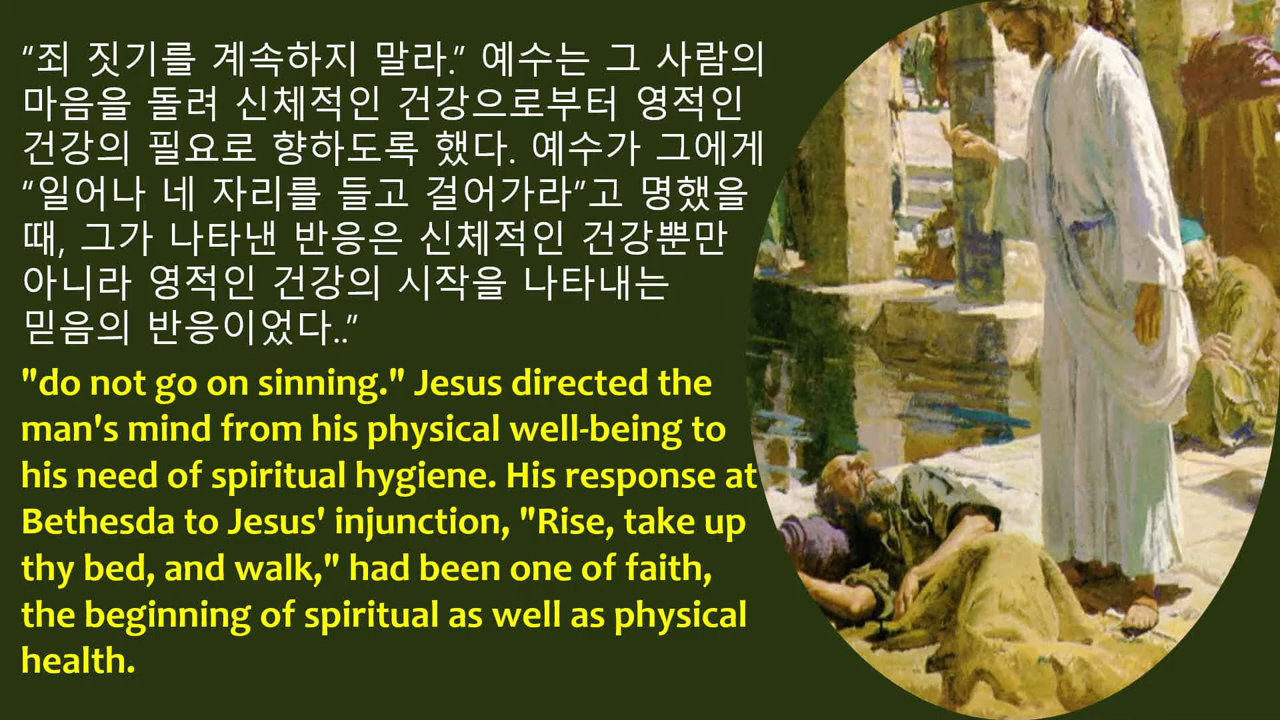 “죄 짓기를 계속하지 말라.” 예수는 그 사람의
마음을 돌려 신체적인 건강으로부터 영적인
건강의 필요로 향하도록 했다. 예수가 그에게
“일어나 네 자리를 들고 걸어가라”고 명했을
때, 그가 나타낸 반응은 신체적인 건강뿐만
아니라 영적인 건강의 시작을 나타내는
믿음의 반응이었다..”
"do not go on sinning." Jesus directed the
man's mind from his physical well-being to
his need of spiritual hygiene. His response at
Bethesda to Jesus' injunction, "Rise, take up
thy bed, and walk," had been one of faith,
the beginning of spiritual as well as physical
health.